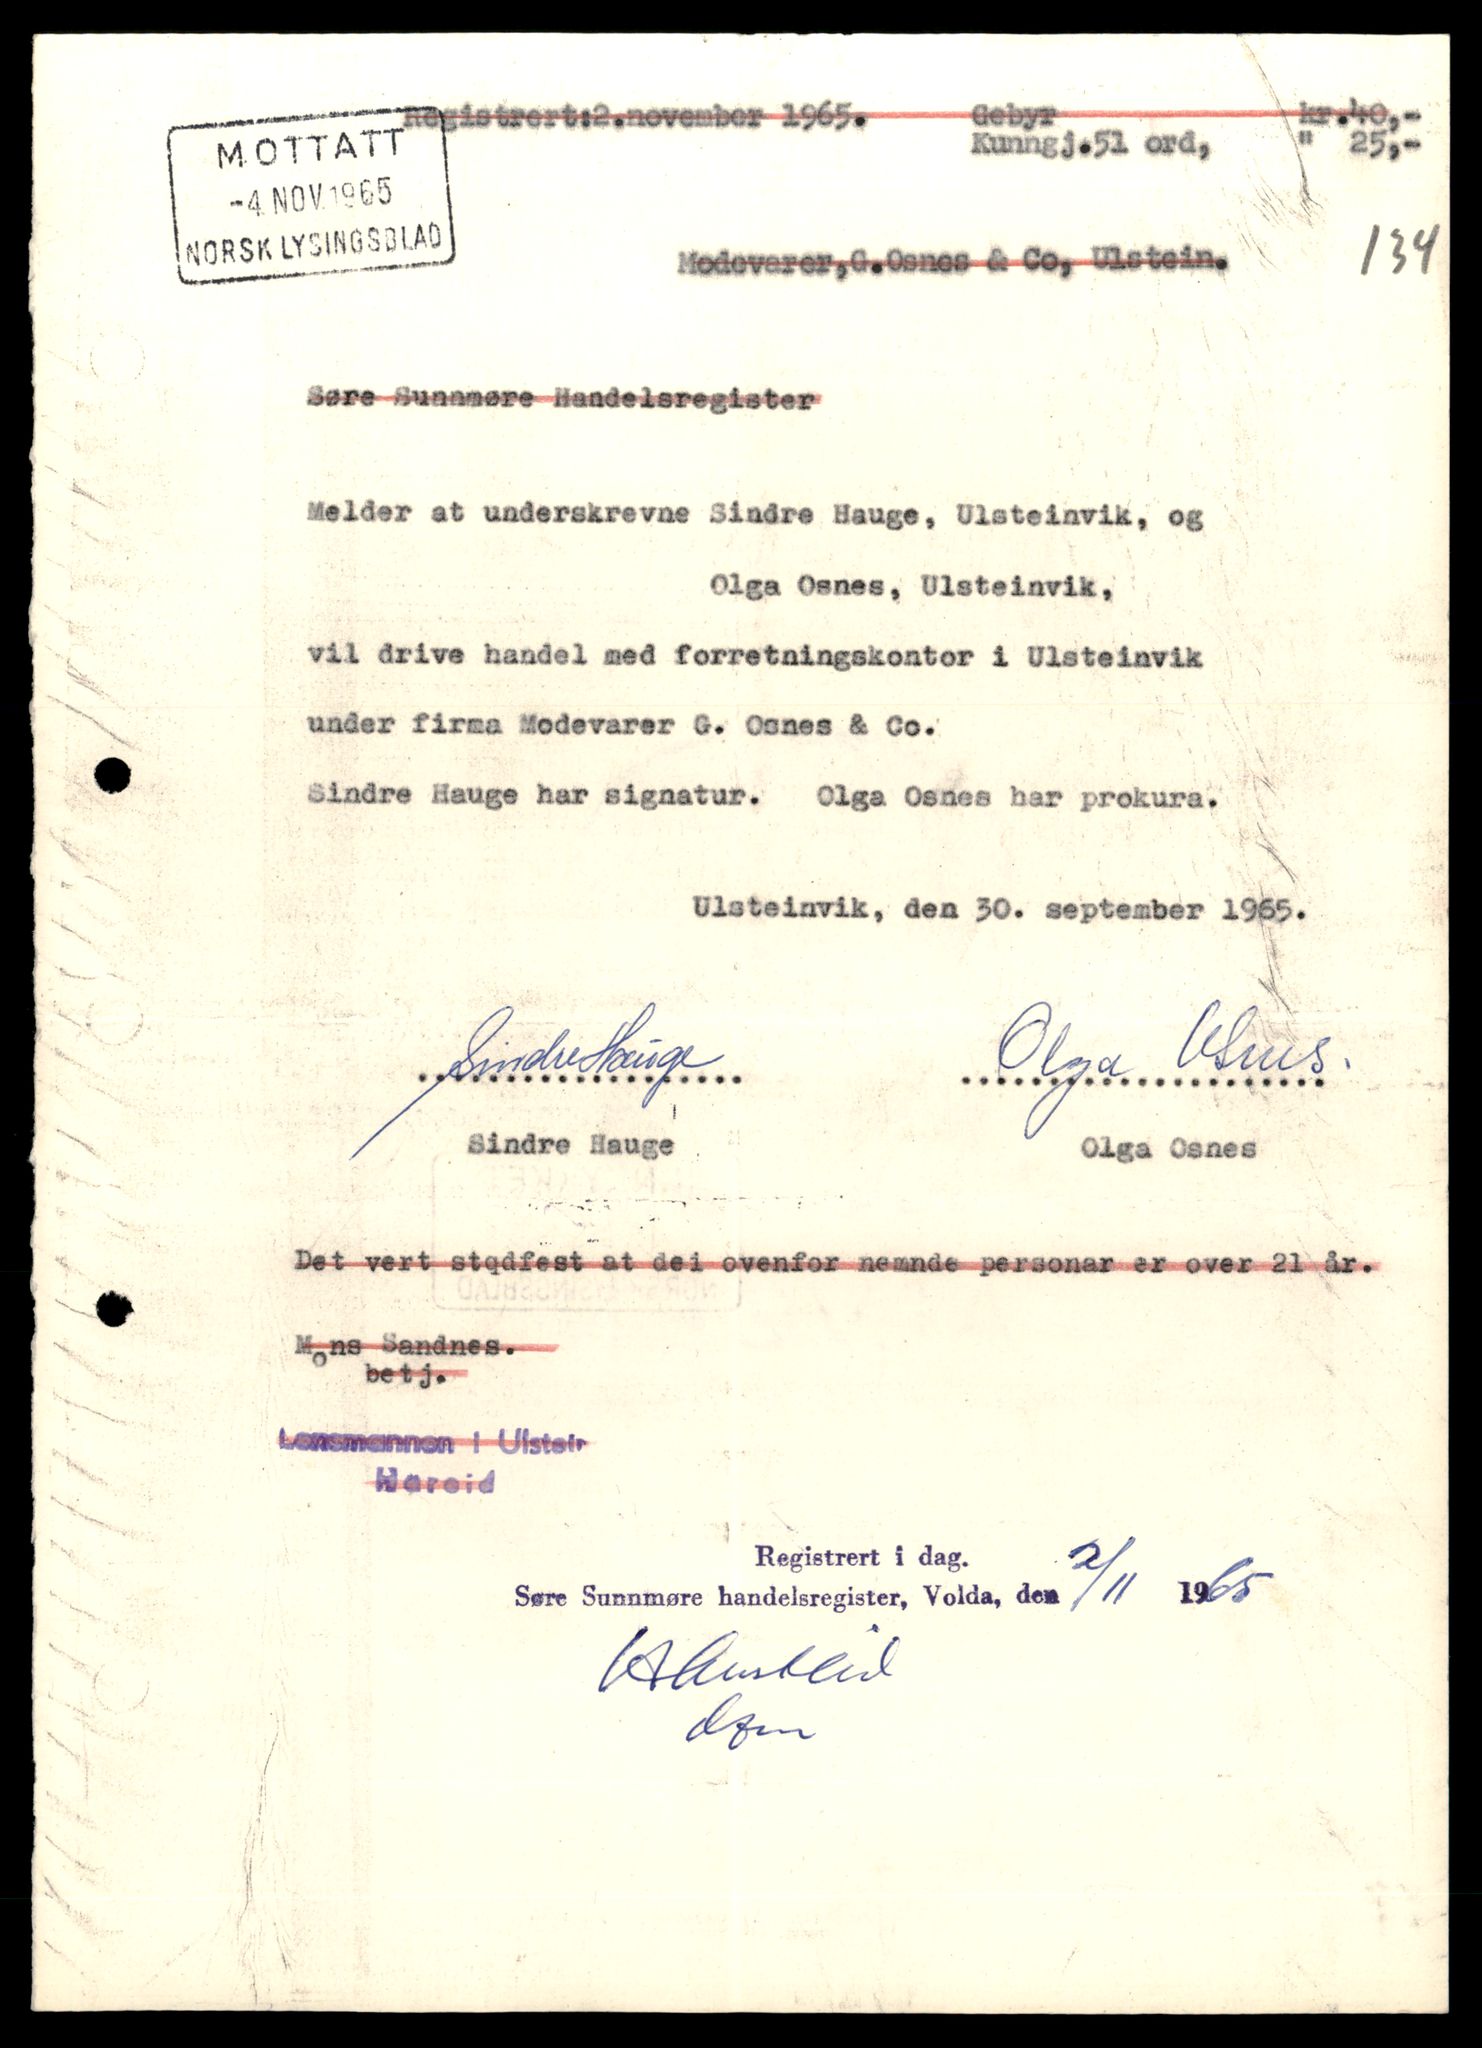 Registrert:2.november 1965. Gebyr kr.40,-
Kunngj.51 ord, " 25,-
MOTTATT
-4 NOV.1965
NORSK LYSINGSBLAD
Modevarer,G.Osnes & Co, Ulstein.
134
Søre Sunnmøre Handelsregister
Melder at underskrevne Sindre Hauge, Ulsteinvik, og
Olga Osnes, Ulsteinvik,
vil drive handel med forretningskontor i Ulsteinvik
under firma Modevarer G. Osnes & Co.
Sindre Hauge har signatur. Olga Osnes har prokura.
Ulsteinvik, den 30. september 1965.
Sindre Hauge Olga Osnes.
Sindre Hauge Olga Osnes
Det vert stqdfest at dei ovenfor nemnde personar er over 21 år.
Mons Sandnes.
betj.
Lensmannen i Ulstein
Hareid
Registrert i dag.
Søre Sunnmøre handelsregister, Volda, den 2/11 1965